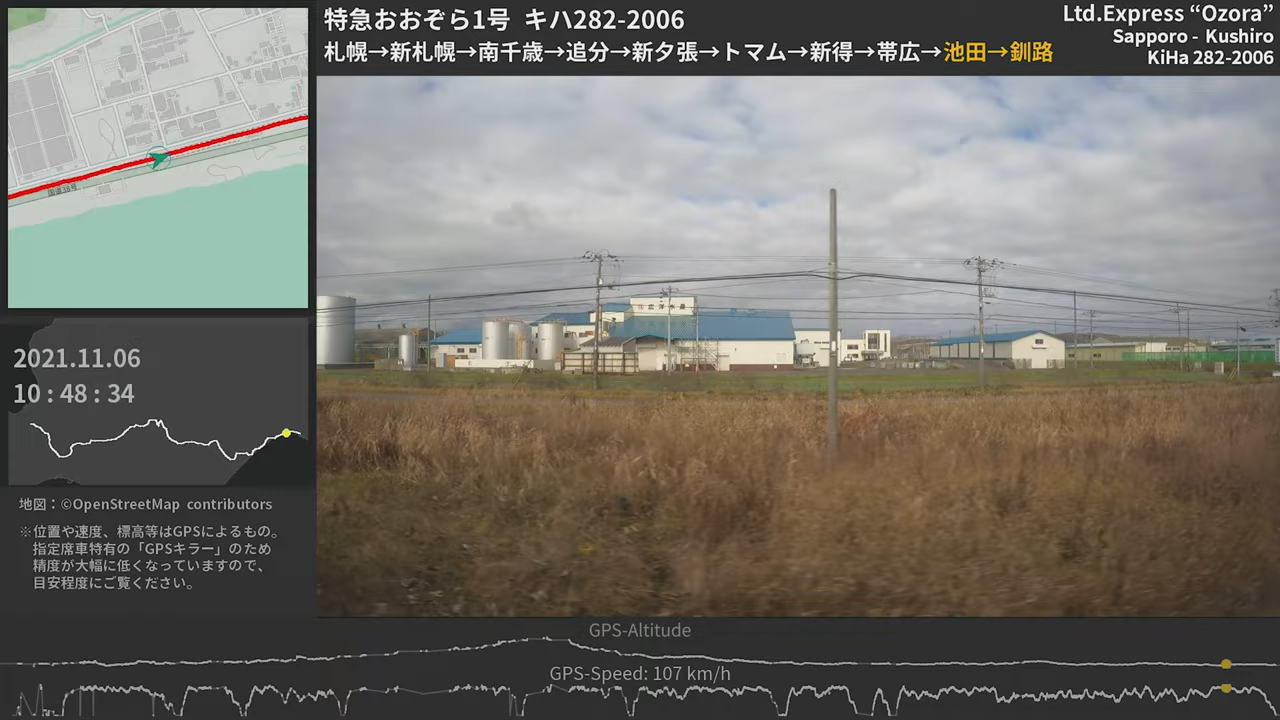 特急おおぞら1号 キハ282-2006
札幌→新札幌→南千歳→追分→新夕張→トマム→新得→帯広→池田→釧路
Ltd.Express “Ozora”
Sapporo - Kushiro
KiHa 282-2006
国道38号
2021.11.06
10:48:34
地図：©OpenStreetMap contributors
※位置や速度、標高等はGPSによるもの。
指定席車特有の「GPSキラー」のため
精度が大幅に低くなっていますので、
目安程度にご覧ください。
GPS-Altitude
GPS-Speed: 107 km/h